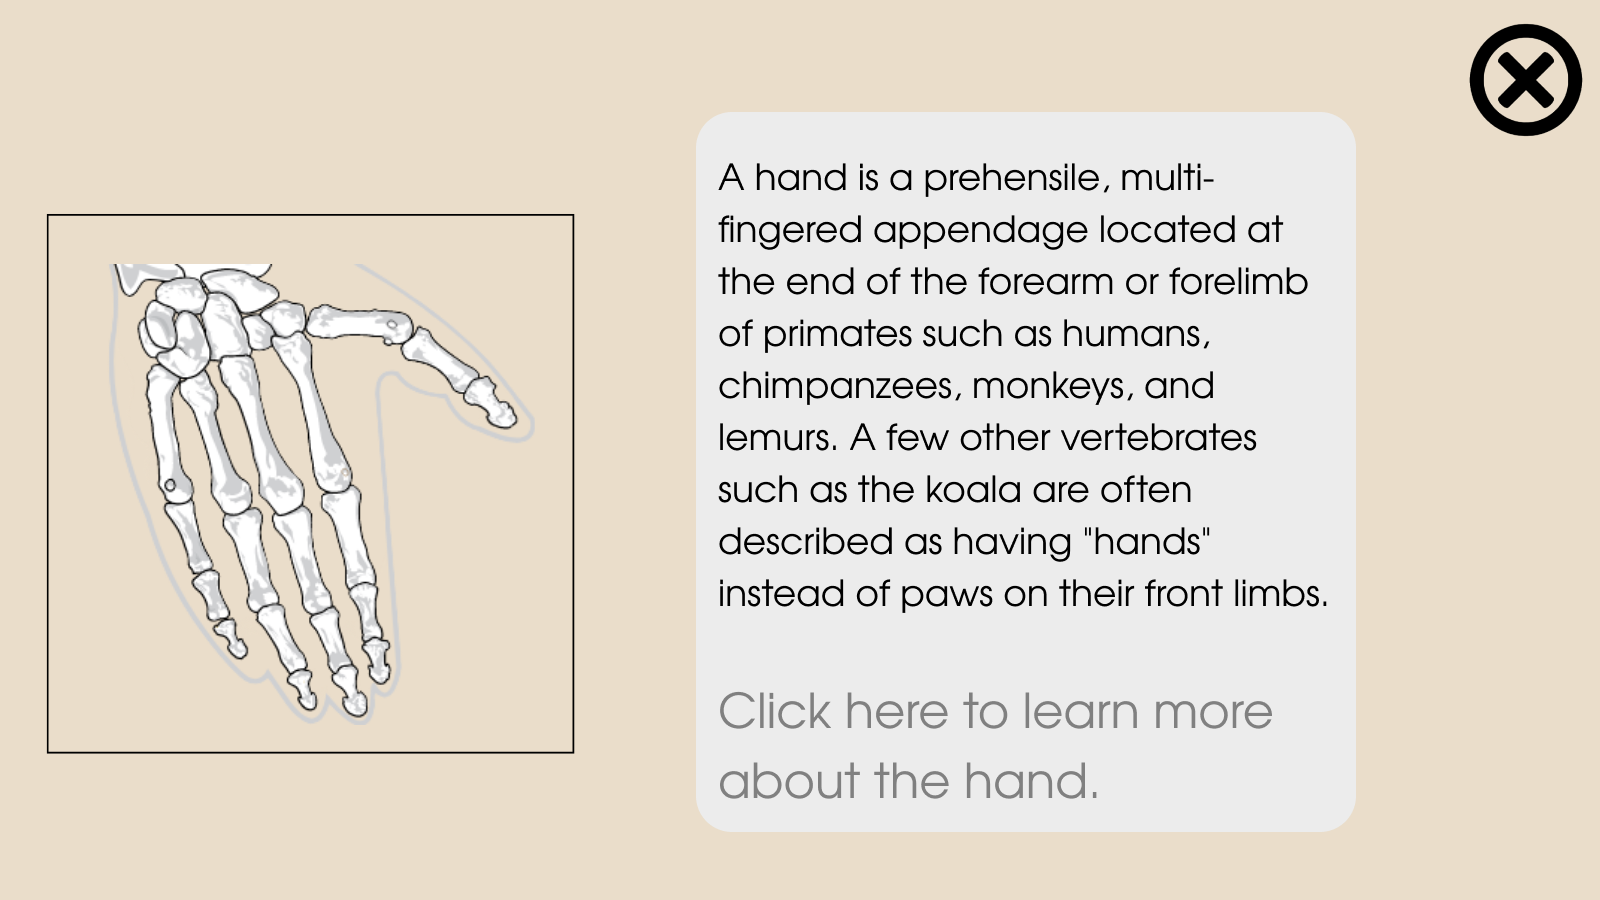 A hand is a prehensile, multi-
fingered appendage located at
the end of the forearm or forelimb
of primates such as humans,
chimpanzees, monkeys, and
lemurs. A few other vertebrates
such as the koala are often
described as having "hands"
instead of paws on their front limbs.
Click here to learn more
about the hand.